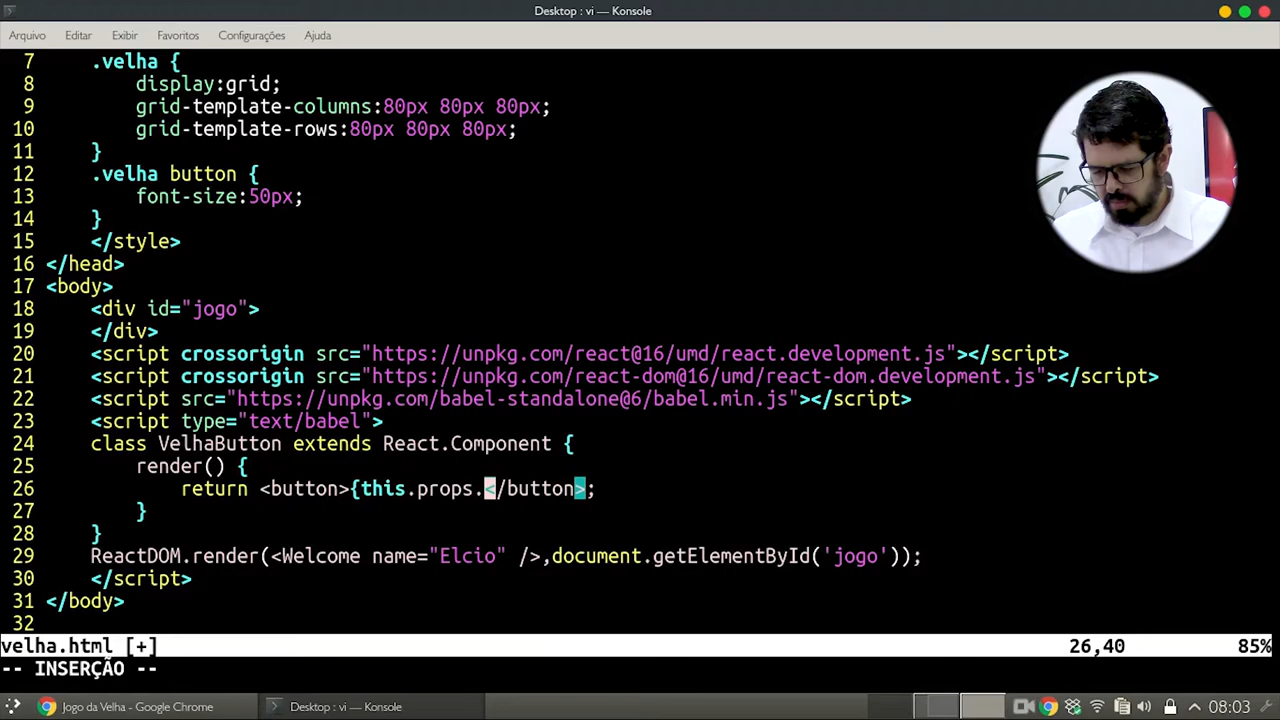 Desktop : vi — Konsole
Arquivo Editar Exibir Favoritos Configurações Ajuda
7 .velha {
8 display:grid;
9 grid-template-columns:80px 80px 80px;
10 grid-template-rows:80px 80px 80px;
11 }
12 .velha button {
13 font-size:50px;
14 }
15 </style>
16 </head>
17 <body>
18 <div id="jogo">
19 </div>
20 <script crossorigin src="https://unpkg.com/react@16/umd/react.development.js"></script>
21 <script crossorigin src="https://unpkg.com/react-dom@16/umd/react-dom.development.js"></script>
22 <script src="https://unpkg.com/babel-standalone@6/babel.min.js"></script>
23 <script type="text/babel">
24 class VelhaButton extends React.Component {
25 render() {
26 return <button>{this.props.</button>;
27 }
28 }
29 ReactDOM.render(<Welcome name="Elcio" />,document.getElementById('jogo'));
30 </script>
31 </body>
32
velha.html [+] 26,40 85%
-- INSERÇÃO --
Jogo da Velha - Google Chrome Desktop : vi — Konsole 08:03